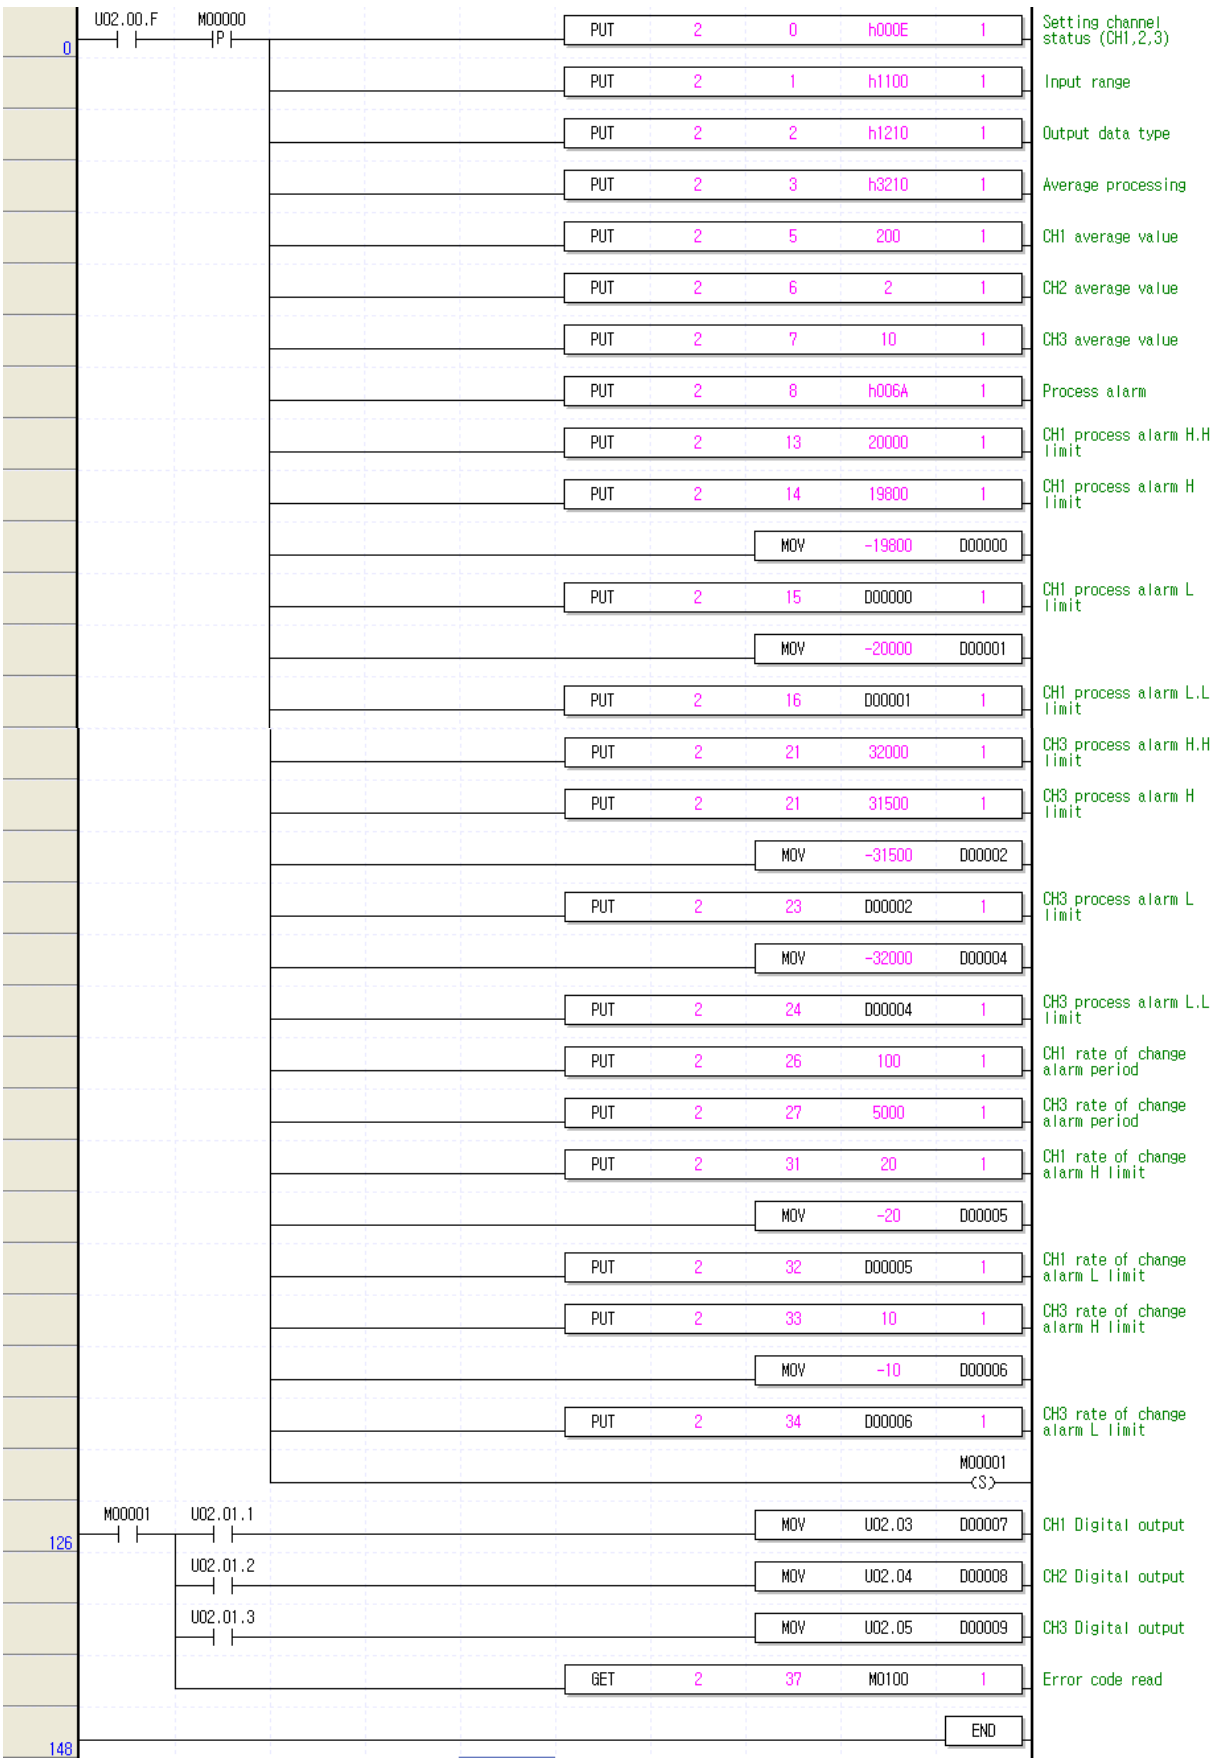 U02.00.F M00000
0 P PUT 2 0 h000E 1 Setting channel
status (CH1,2,3)
PUT 2 1 h1100 1 Input range
PUT 2 2 h1210 1 Output data type
PUT 2 3 h3210 1 Average processing
PUT 2 5 200 1 CH1 average value
PUT 2 6 2 1 CH2 average value
PUT 2 7 10 1 CH3 average value
PUT 2 8 h006A 1 Process alarm
PUT 2 13 20000 1 CH1 process alarm H.H
limit
PUT 2 14 19800 1 CH1 process alarm H
limit
MOV -19800 D00000
PUT 2 15 D00000 1 CH1 process alarm L
limit
MOV -20000 D00001
PUT 2 16 D00001 1 CH1 process alarm L.L
limit
PUT 2 21 32000 1 CH3 process alarm H.H
limit
PUT 2 21 31500 1 CH3 process alarm H
limit
MOV -31500 D00002
PUT 2 23 D00002 1 CH3 process alarm L
limit
MOV -32000 D00004
PUT 2 24 D00004 1 CH3 process alarm L.L
limit
PUT 2 26 100 1 CH1 rate of change
alarm period
PUT 2 27 5000 1 CH3 rate of change
alarm period
PUT 2 31 20 1 CH1 rate of change
alarm H limit
MOV -20 D00005
PUT 2 32 D00005 1 CH1 rate of change
alarm L limit
PUT 2 33 10 1 CH3 rate of change
alarm H limit
MOV -10 D00006
PUT 2 34 D00006 1 CH3 rate of change
alarm L limit
M00001
(S)
M00001 U02.01.1
126 MOV U02.03 D00007 CH1 Digital output
U02.01.2
MOV U02.04 D00008 CH2 Digital output
U02.01.3
MOV U02.05 D00009 CH3 Digital output
GET 2 37 M0100 1 Error code read
148 END